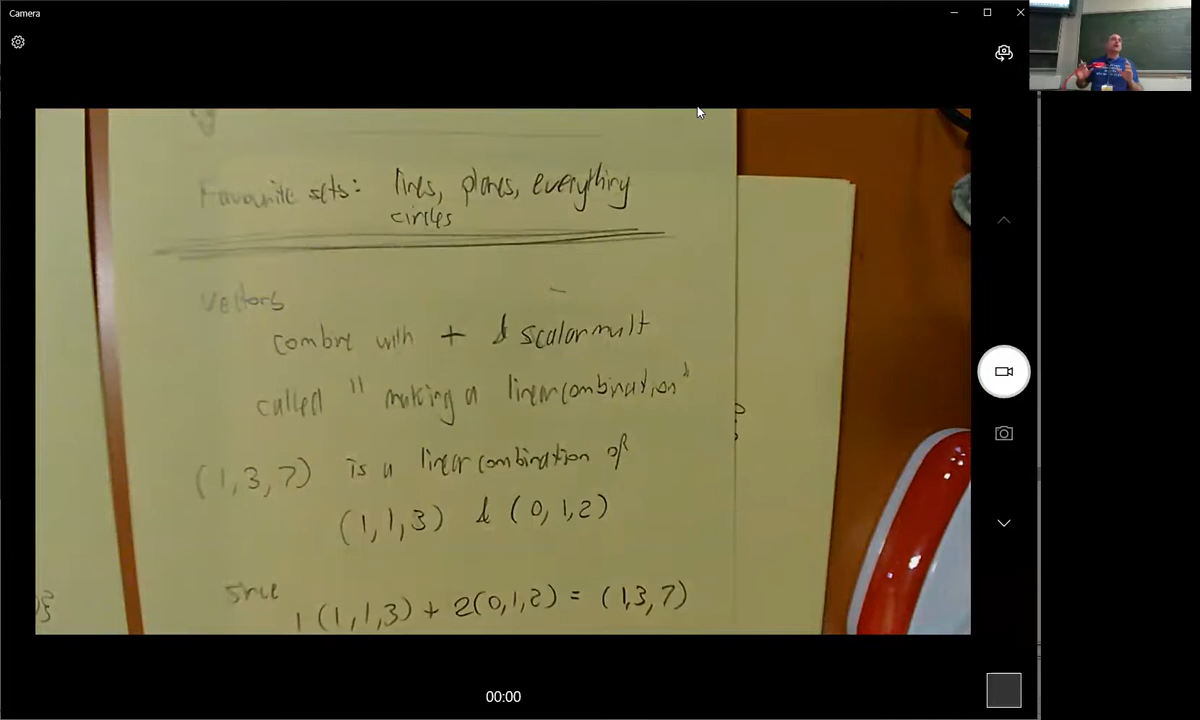 Camera
Favourite sets: lines, planes, everything
circles
vectors
combine with + & scalar mult
called "making a linear combination"
(1,3,7) is a linear combination of
(1,1,3) & (0,1,2)
since
1(1,1,3) + 2(0,1,2) = (1,3,7)
00:00